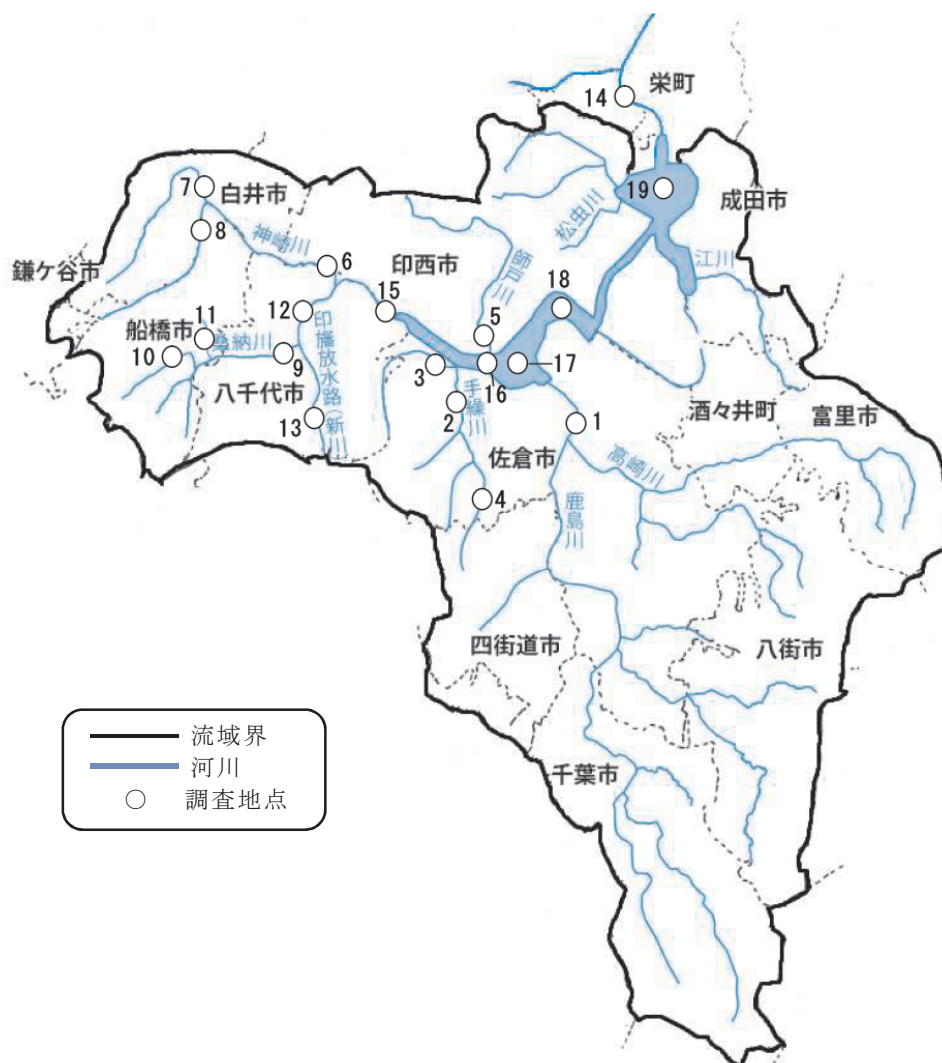 14
栄町
7
白井市
19
成田市
松虫川
8
神崎川
鎌ケ谷市
6
印西市
師戸川
江川
15
18
12
船橋市
11
印旛放水路(新川)
5
10
桑納川
9
3
16
17
八千代市
手繰川
2
酒々井町
富里市
13
1
佐倉市
高崎川
4
鹿島川
四街道市
八街市
流域界
河川
調査地点
千葉市